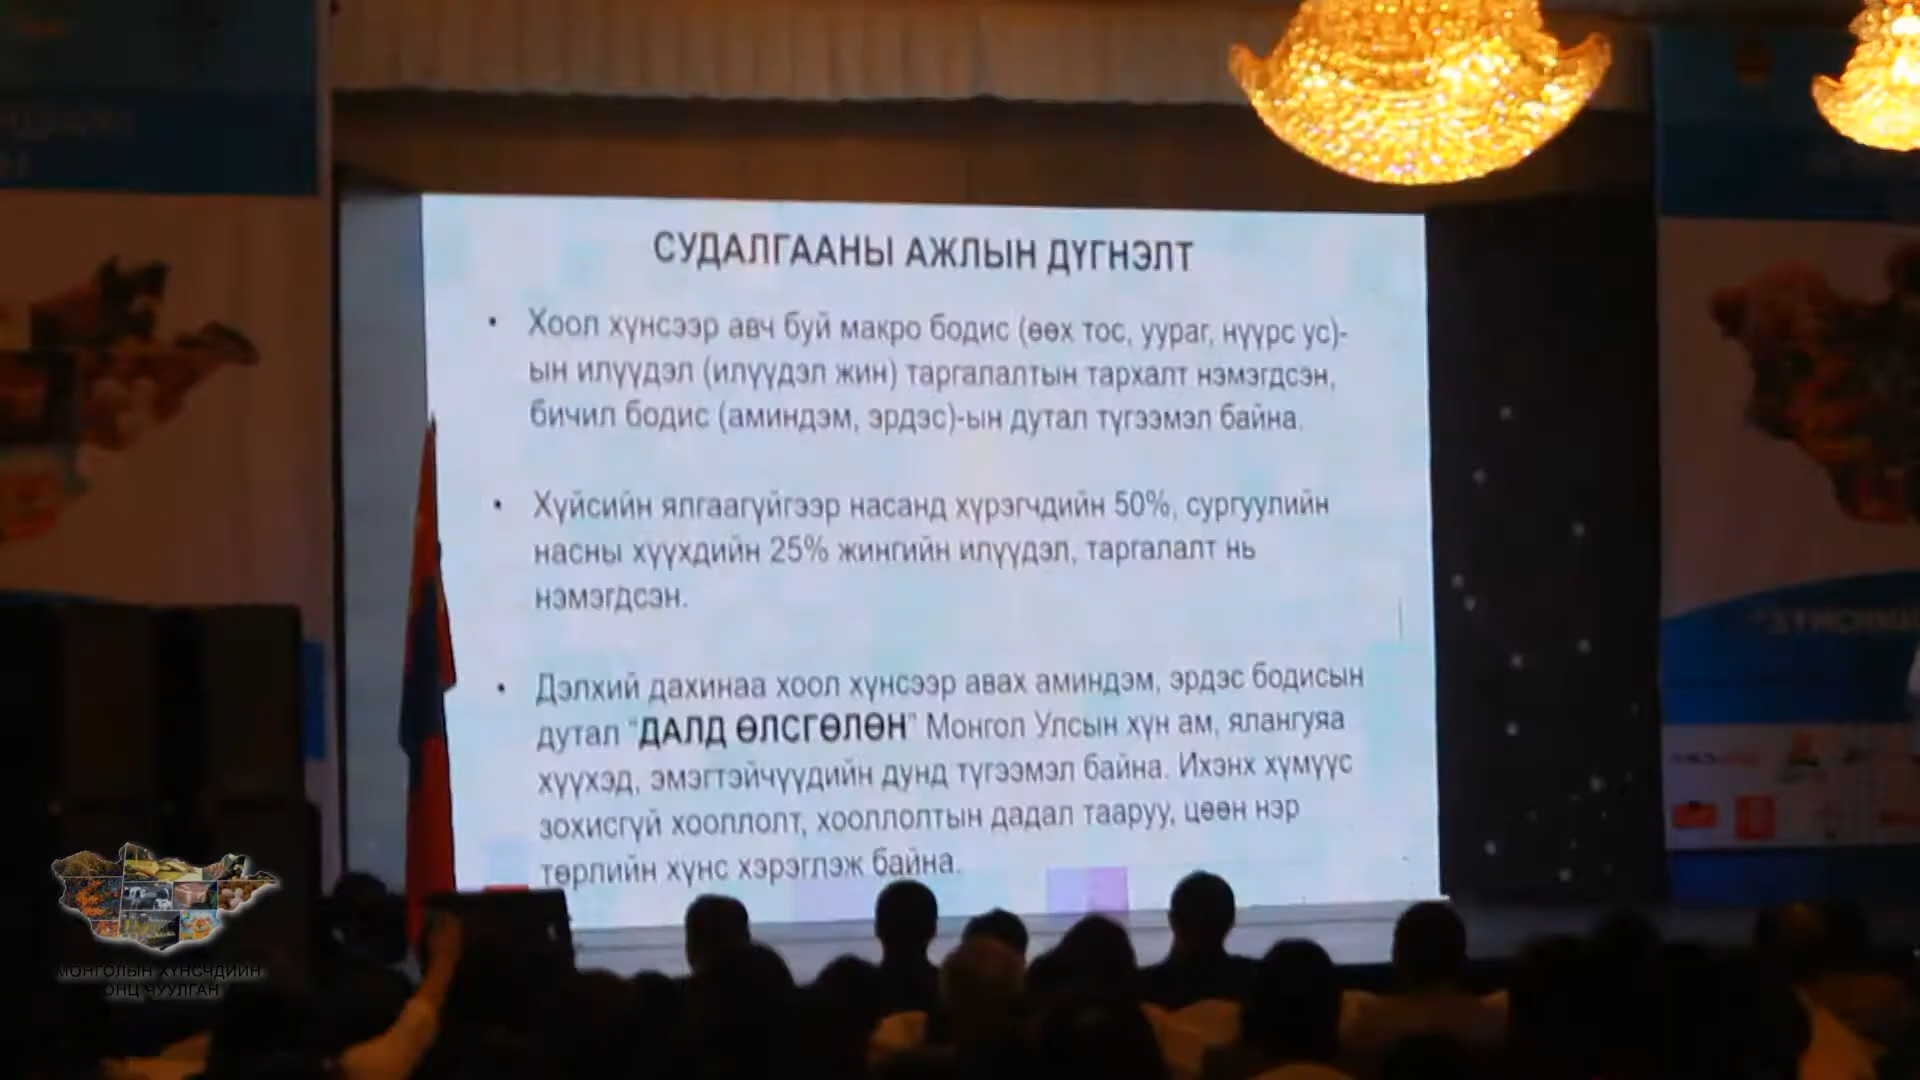 СУДАЛГААНЫ АЖЛЫН ДҮГНЭЛТ
• Хоол хүнсээр авч буй макро бодис (өөх тос, уураг, нүүрс ус)-
ын илүүдэл (илүүдэл жин) таргалалтын тархалт нэмэгдсэн,
бичил бодис (аминдэм, эрдэс)-ын дутал түгээмэл байна.
• Хүйсийн ялгаагүйгээр насанд хүрэгчдийн 50%, сургуулийн
насны хүүхдийн 25% жингийн илүүдэл, таргалалт нь
нэмэгдсэн.
• Дэлхий дахинаа хоол хүнсээр авах аминдэм, эрдэс бодисын
дутал "ДАЛД ӨЛСГӨЛӨН" Монгол Улсын хүн ам, ялангуяа
хүүхэд, эмэгтэйчүүдийн дунд түгээмэл байна. Ихэнх хүмүүс
зохисгүй хооллолт, хооллолтын дадал тааруу, цөөн нэр
төрлийн хүнс хэрэглэж байна.
МОНГОЛЫН ХҮНСЧДИЙН
ОНЦ ЧУУЛГАН